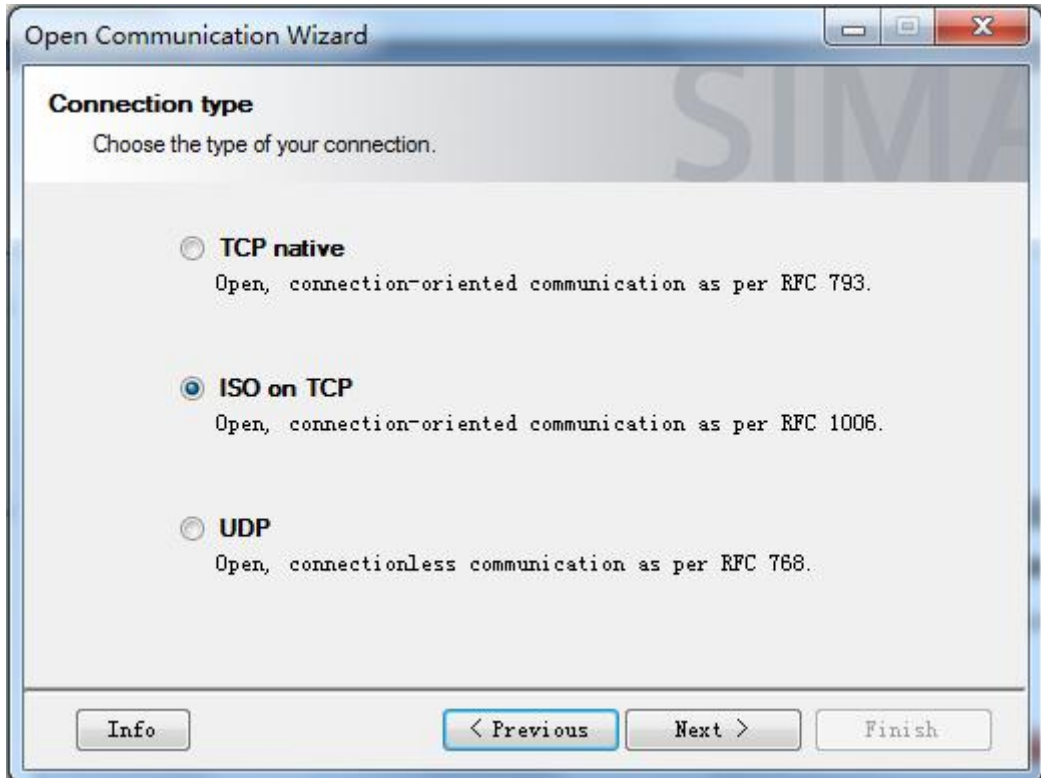 Open Communication Wizard
Connection type
Choose the type of your connection.
SIMA
TCP native
Open, connection-oriented communication as per RFC 793.
ISO on TCP
Open, connection-oriented communication as per RFC 1006.
UDP
Open, connectionless communication as per RFC 768.
Info
< Previous
Next >
Finish